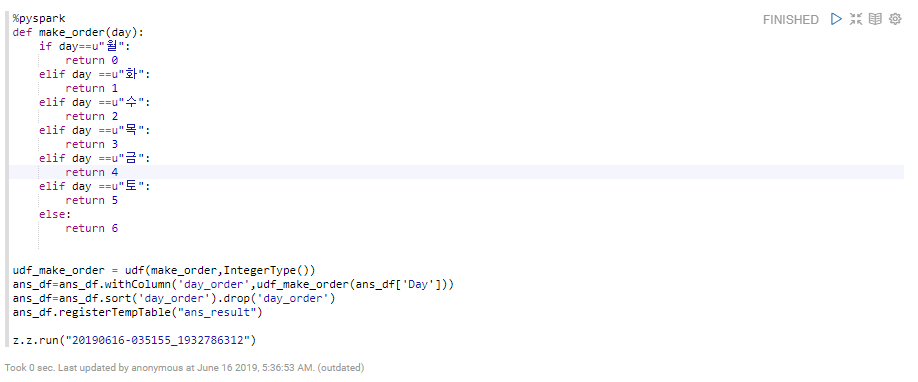 %pyspark
FINISHED
def make_order(day):
    if day==u"월":
        return 0
    elif day ==u"화":
        return 1
    elif day ==u"수":
        return 2
    elif day ==u"목":
        return 3
    elif day ==u"금":
        return 4
    elif day ==u"토":
        return 5
    else:
        return 6
udf_make_order = udf(make_order,IntegerType())
ans_df=ans_df.withColumn('day_order',udf_make_order(ans_df['Day']))
ans_df=ans_df.sort('day_order').drop('day_order')
ans_df.registerTempTable("ans_result")
z.z.run("20190616-035155_1932786312")
Took 0 sec. Last updated by anonymous at June 16 2019, 5:36:53 AM. (outdated)